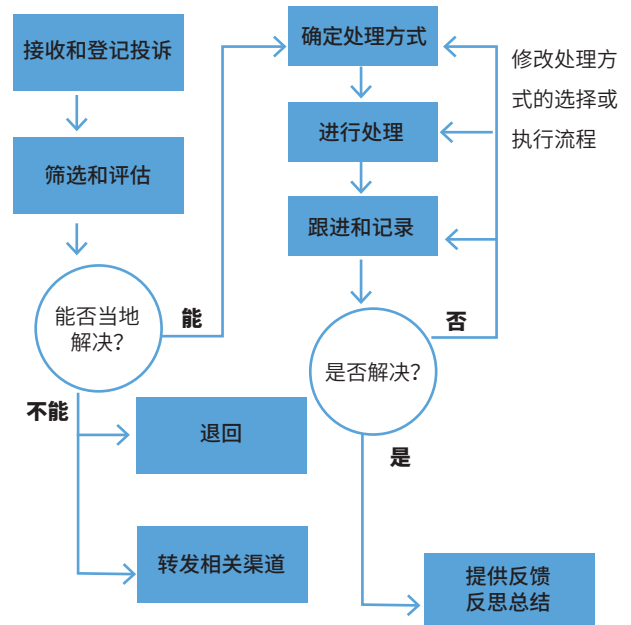 接收和登记投诉
筛选和评估
能否当地
解决？
能
不能
退回
转发相关渠道
确定处理方式
进行处理
跟进和记录
是否解决？
否
修改处理方
式的选择或
执行流程
是
提供反馈
反思总结